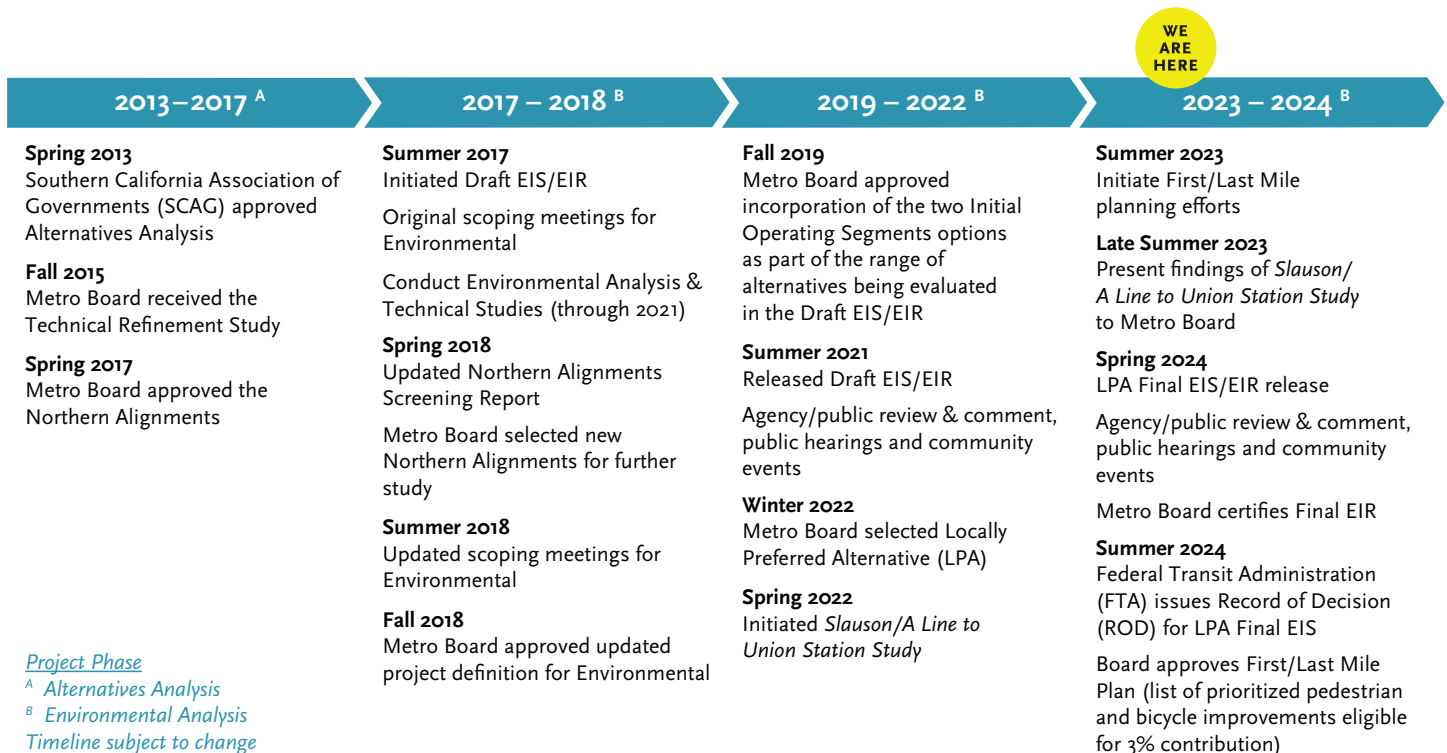 WE
ARE
HERE
2013–2017 A
Spring 2013
Southern California Association of
Governments (SCAG) approved
Alternatives Analysis
Fall 2015
Metro Board received the
Technical Refinement Study
Spring 2017
Metro Board approved the
Northern Alignments
Project Phase
A Alternatives Analysis
B Environmental Analysis
Timeline subject to change
2017 – 2018 B
Summer 2017
Initiated Draft EIS/EIR
Original scoping meetings for
Environmental
Conduct Environmental Analysis &
Technical Studies (through 2021)
Spring 2018
Updated Northern Alignments
Screening Report
Metro Board selected new
Northern Alignments for further
study
Summer 2018
Updated scoping meetings for
Environmental
Fall 2018
Metro Board approved updated
project definition for Environmental
2019 – 2022 B
Fall 2019
Metro Board approved
incorporation of the two Initial
Operating Segments options
as part of the range of
alternatives being evaluated
in the Draft EIS/EIR
Summer 2021
Released Draft EIS/EIR
Agency/public review & comment,
public hearings and community
events
Winter 2022
Metro Board selected Locally
Preferred Alternative (LPA)
Spring 2022
Initiated Slauson/A Line to
Union Station Study
2023 – 2024 B
Summer 2023
Initiate First/Last Mile
planning efforts
Late Summer 2023
Present findings of Slauson/
A Line to Union Station Study
to Metro Board
Spring 2024
LPA Final EIS/EIR release
Agency/public review & comment,
public hearings and community
events
Metro Board certifies Final EIR
Summer 2024
Federal Transit Administration
(FTA) issues Record of Decision
(ROD) for LPA Final EIS
Board approves First/Last Mile
Plan (list of prioritized pedestrian
and bicycle improvements eligible
for 3% contribution)